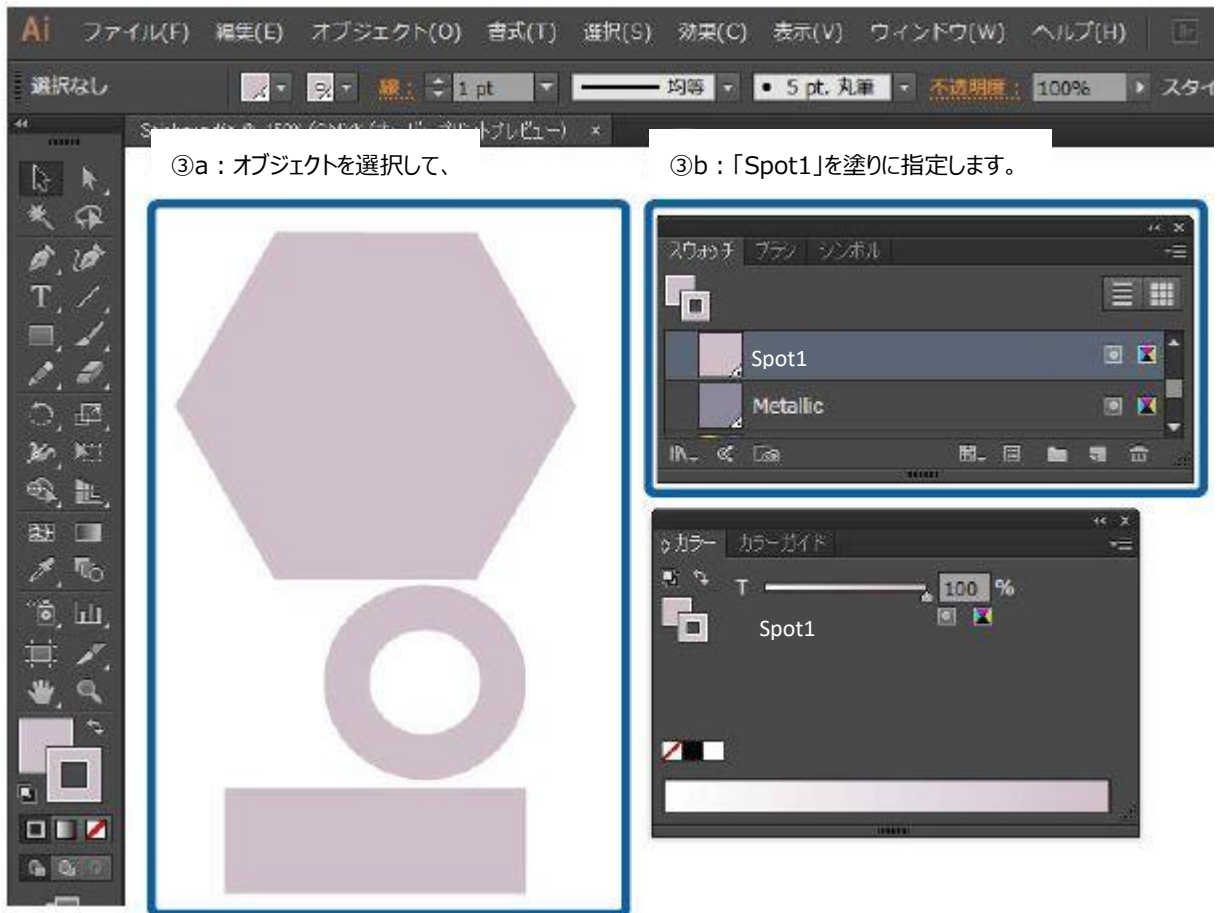 Ai ファイル(F) 編集(E) オブジェクト(O) 書式(T) 選択(S) 効果(C) 表示(V) ウィンドウ(W) ヘルプ(H) Br
選択なし 線： 1 pt 均等 5 pt. 丸筆 不透明度： 100% スタイ
③a：オブジェクトを選択して、
③b：「Spot1」を塗りに指定します。
スウォッチ ブラシ シンボル
Spot1
Metallic
カラー カラーガイド
T 100 %
Spot1